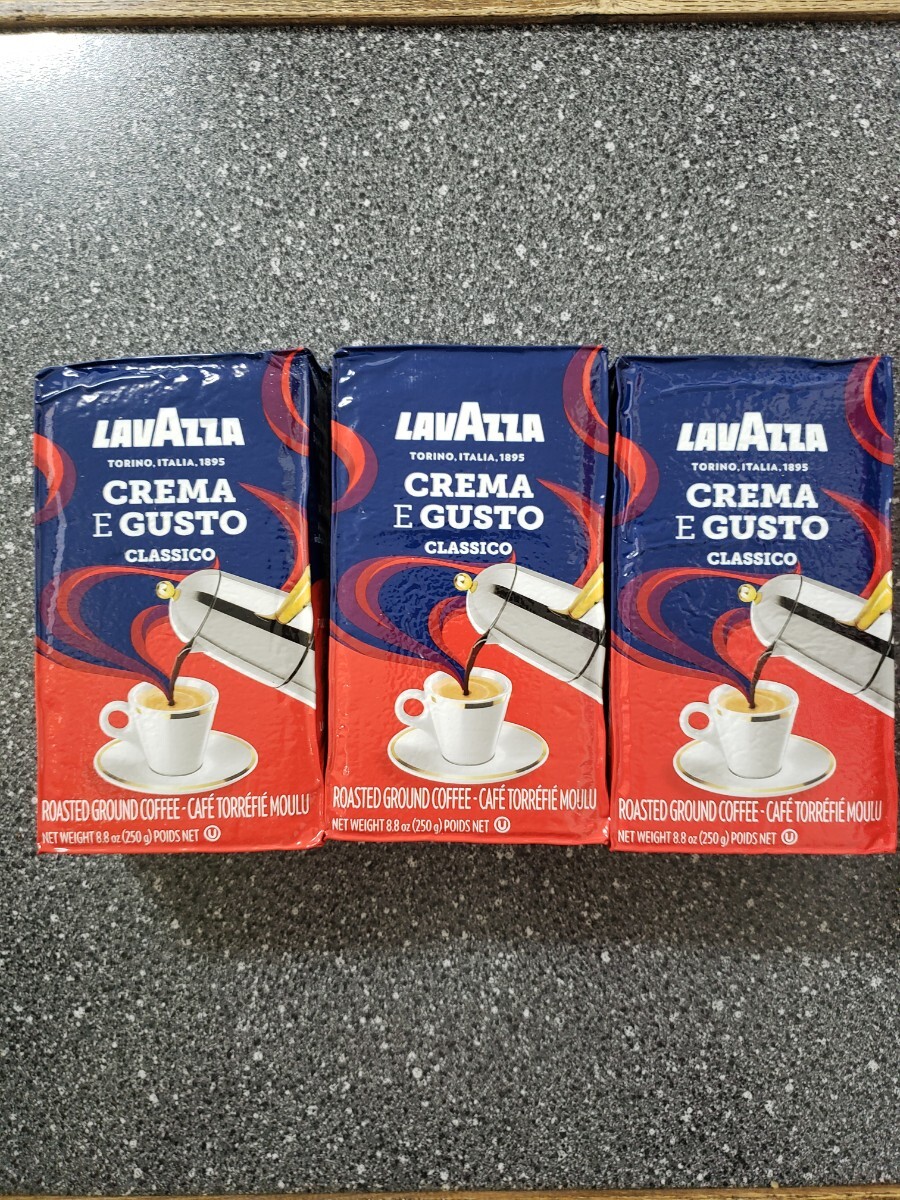 LAVAZZA
TORINO, ITALIA, 1895
CREMA
E GUSTO
CLASSICO
ROASTED GROUND COFFEE - CAFÉ TORRÉFIÉ MOULU
NET WEIGHT 8.8 oz (250 g) POIDS NET U
LAVAZZA
TORINO, ITALIA, 1895
CREMA
E GUSTO
CLASSICO
ROASTED GROUND COFFEE - CAFÉ TORRÉFIÉ MOULU
NET WEIGHT 8.8 oz (250 g) POIDS NET U
LAVAZZA
TORINO, ITALIA, 1895
CREMA
E GUSTO
CLASSICO
ROASTED GROUND COFFEE - CAFÉ TORRÉFIÉ MOULU
NET WEIGHT 8.8 oz (250 g) POIDS NET U